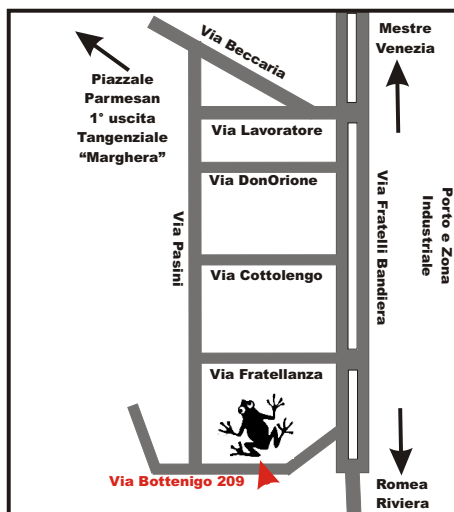 Mestre
Venezia
Via Beccaria
Piazzale
Parmesan
1° uscita
Tangenziale
“Marghera”
Via Lavoratore
Via DonOrione
Via Pasini
Via Fratelli Bandiera
Porto e Zona
Industriale
Via Cottolengo
Via Fratellanza
Via Bottenigo 209
Romea
Riviera